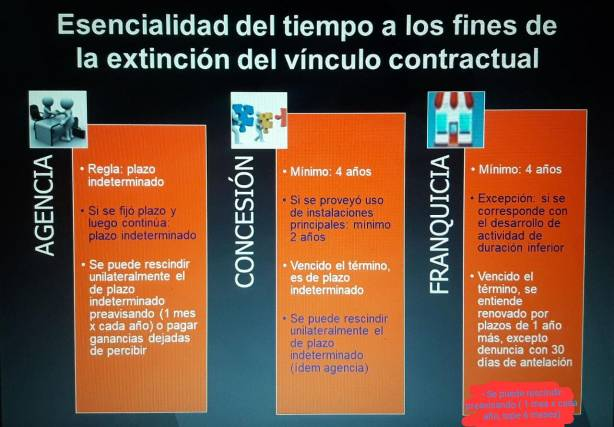 Esencialidad del tiempo a los fines de
la extinción del vínculo contractual
AGENCIA
• Regla: plazo
indeterminado
• Si se fijó plazo y
luego continúa:
plazo indeterminado
• Se puede rescindir
unilateralmente el
de plazo
indeterminado
preavisando (1 mes
x cada año) o pagar
ganancias dejadas
de percibir
CONCESIÓN
• Mínimo: 4 años
• Si se proveyó uso
de instalaciones
principales: mínimo
2 años
• Vencido el término,
es de plazo
indeterminado
• Se puede rescindir
unilateralmente el
de plazo
indeterminado
(ídem agencia)
FRANQUICIA
• Mínimo: 4 años
• Excepción: si se
corresponde con
el desarrollo de
actividad de
duración inferior
• Vencido el
término, se
entiende
renovado por
plazos de 1 año
más, excepto
denuncia con 30
días de antelación
- Se puede rescindir
preavisando ( 1 mes x cada
año, tope 6 meses)